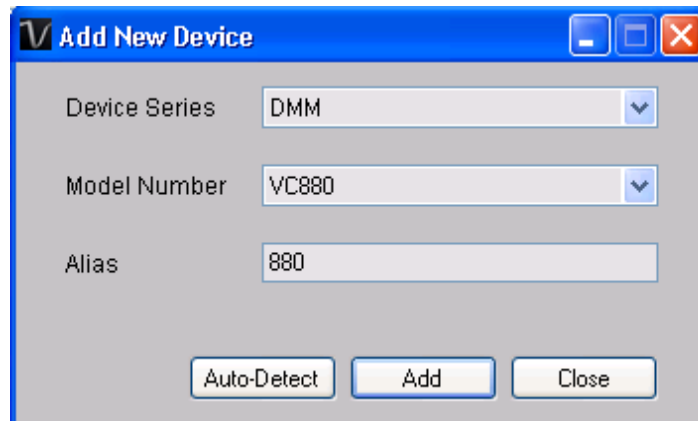 Add New Device
Device Series DMM
Model Number VC880
Alias 880
Auto-Detect Add Close